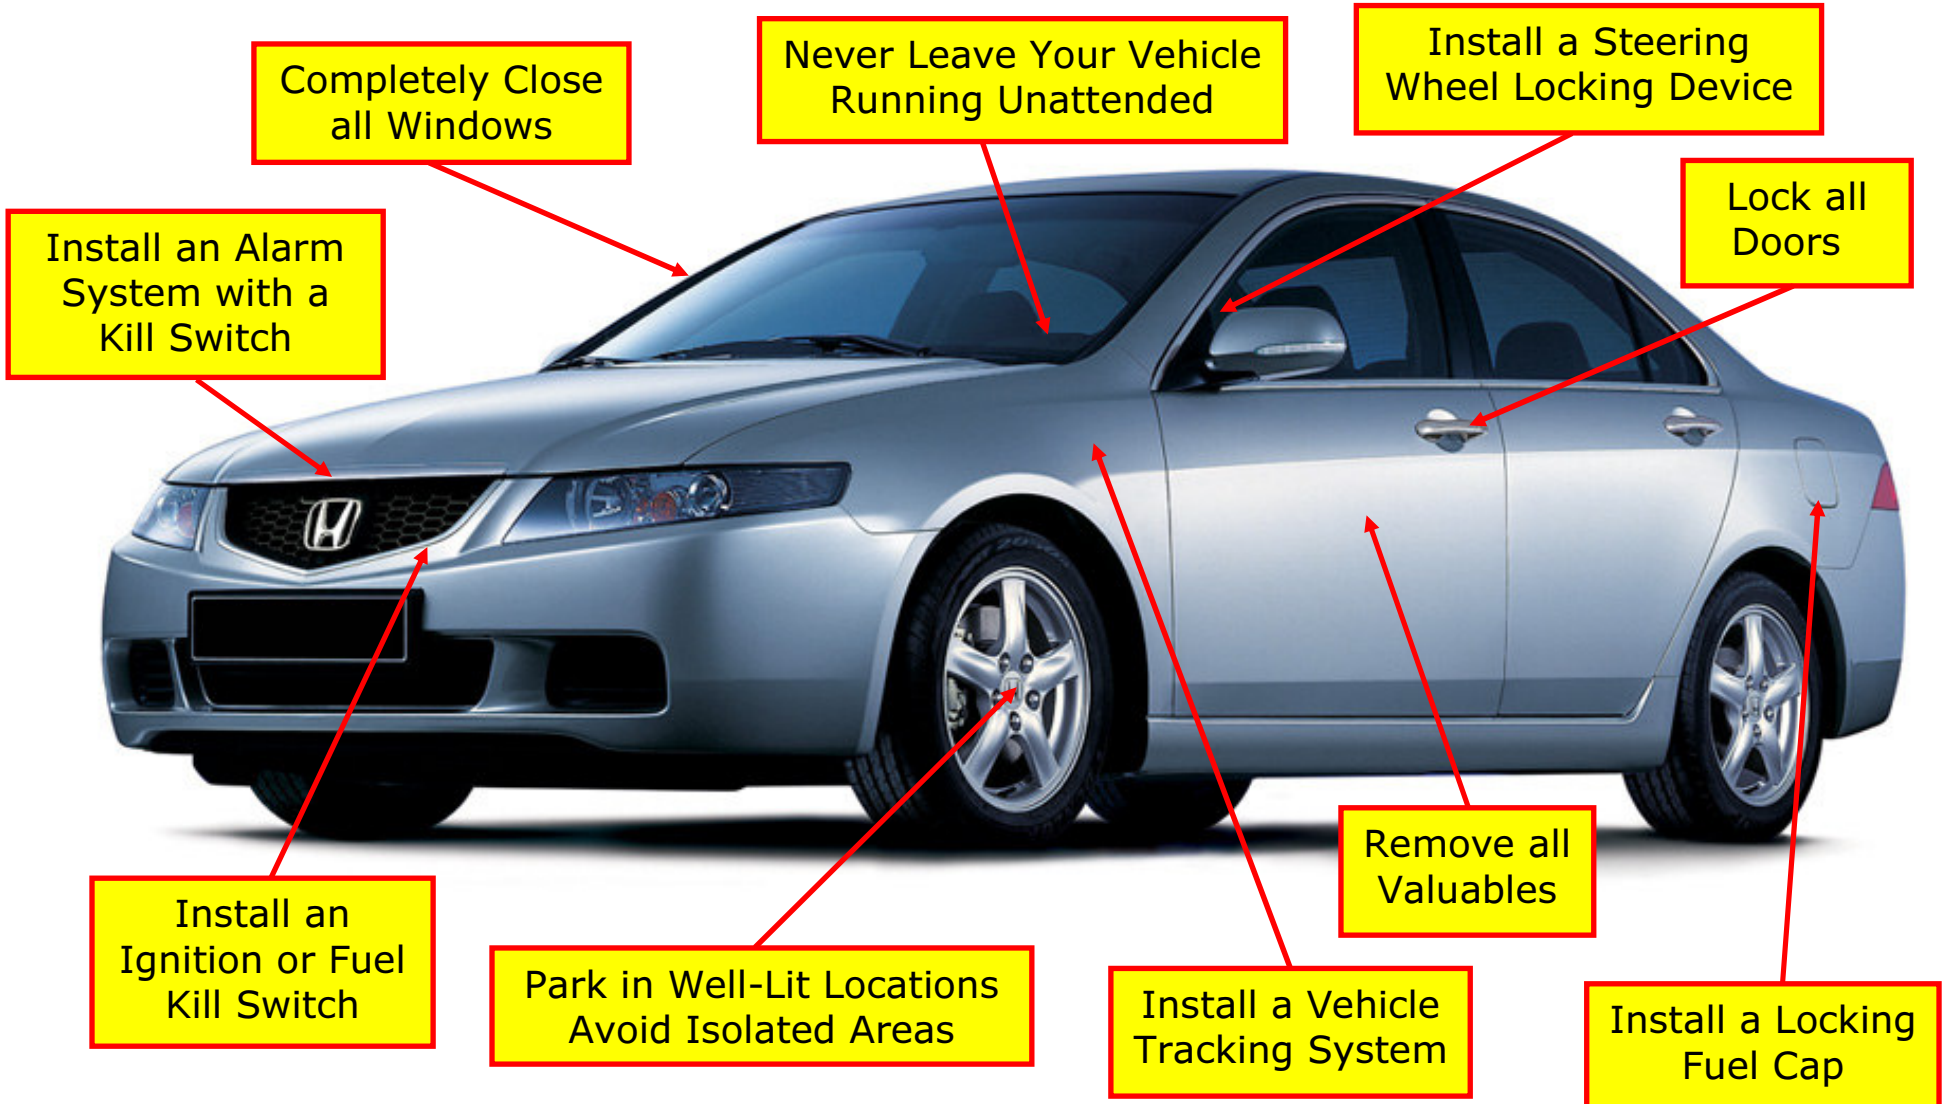 Completely Close
all Windows
Never Leave Your Vehicle
Running Unattended
Install a Steering
Wheel Locking Device
Lock all
Doors
Install an Alarm
System with a
Kill Switch
Install an
Ignition or Fuel
Kill Switch
Park in Well-Lit Locations
Avoid Isolated Areas
Install a Vehicle
Tracking System
Remove all
Valuables
Install a Locking
Fuel Cap